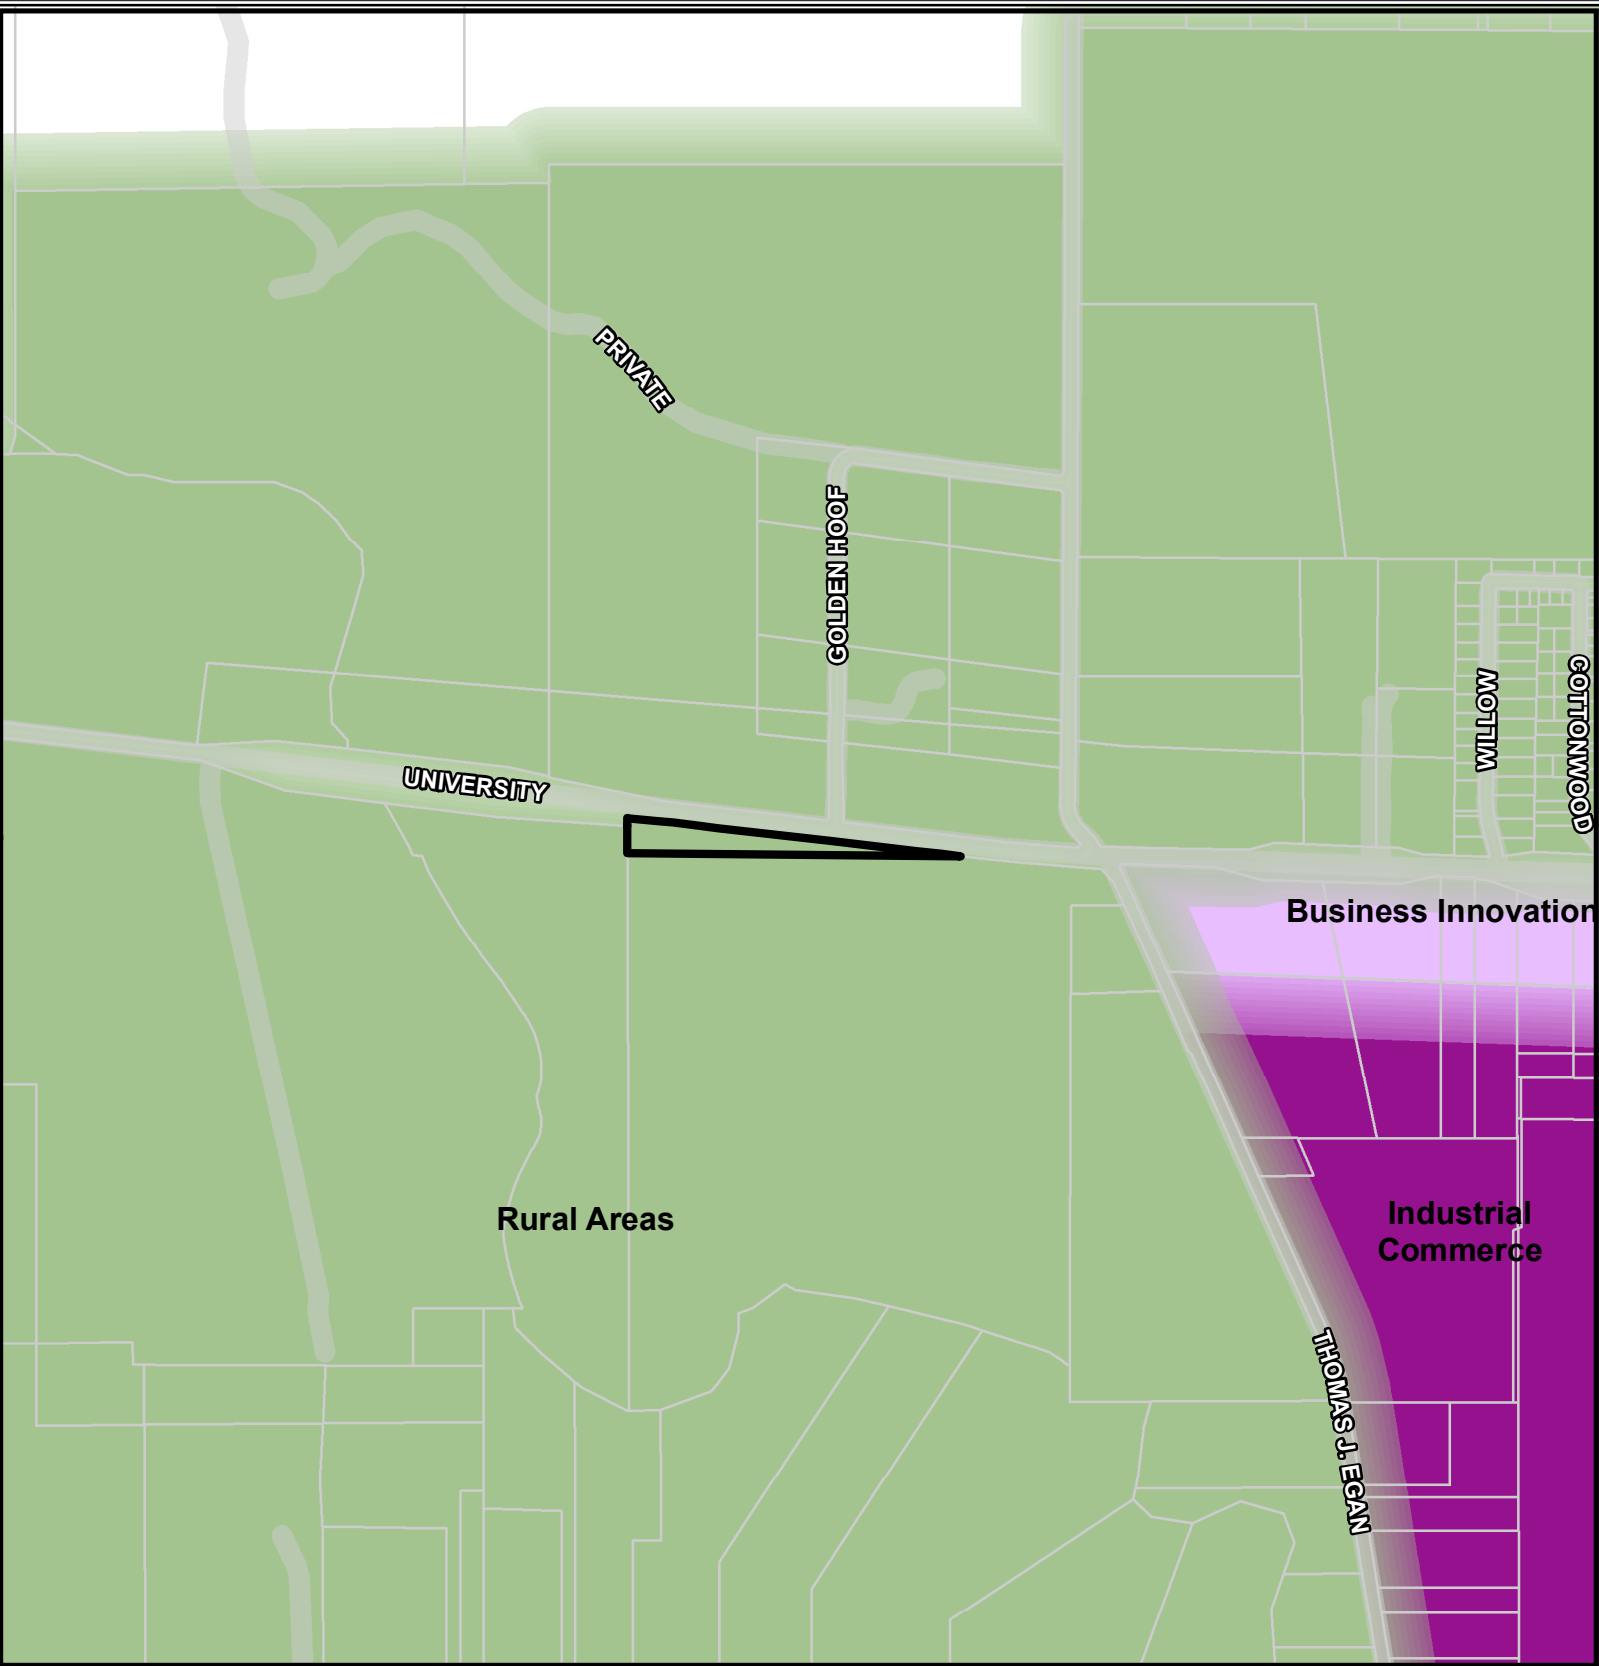 PRIVATE
GOLDEN HOOF
WILLOW
COTTONWOOD
UNIVERSITY
Business Innovation
Rural Areas
Industrial
Commerce
THOMAS J. EGAN